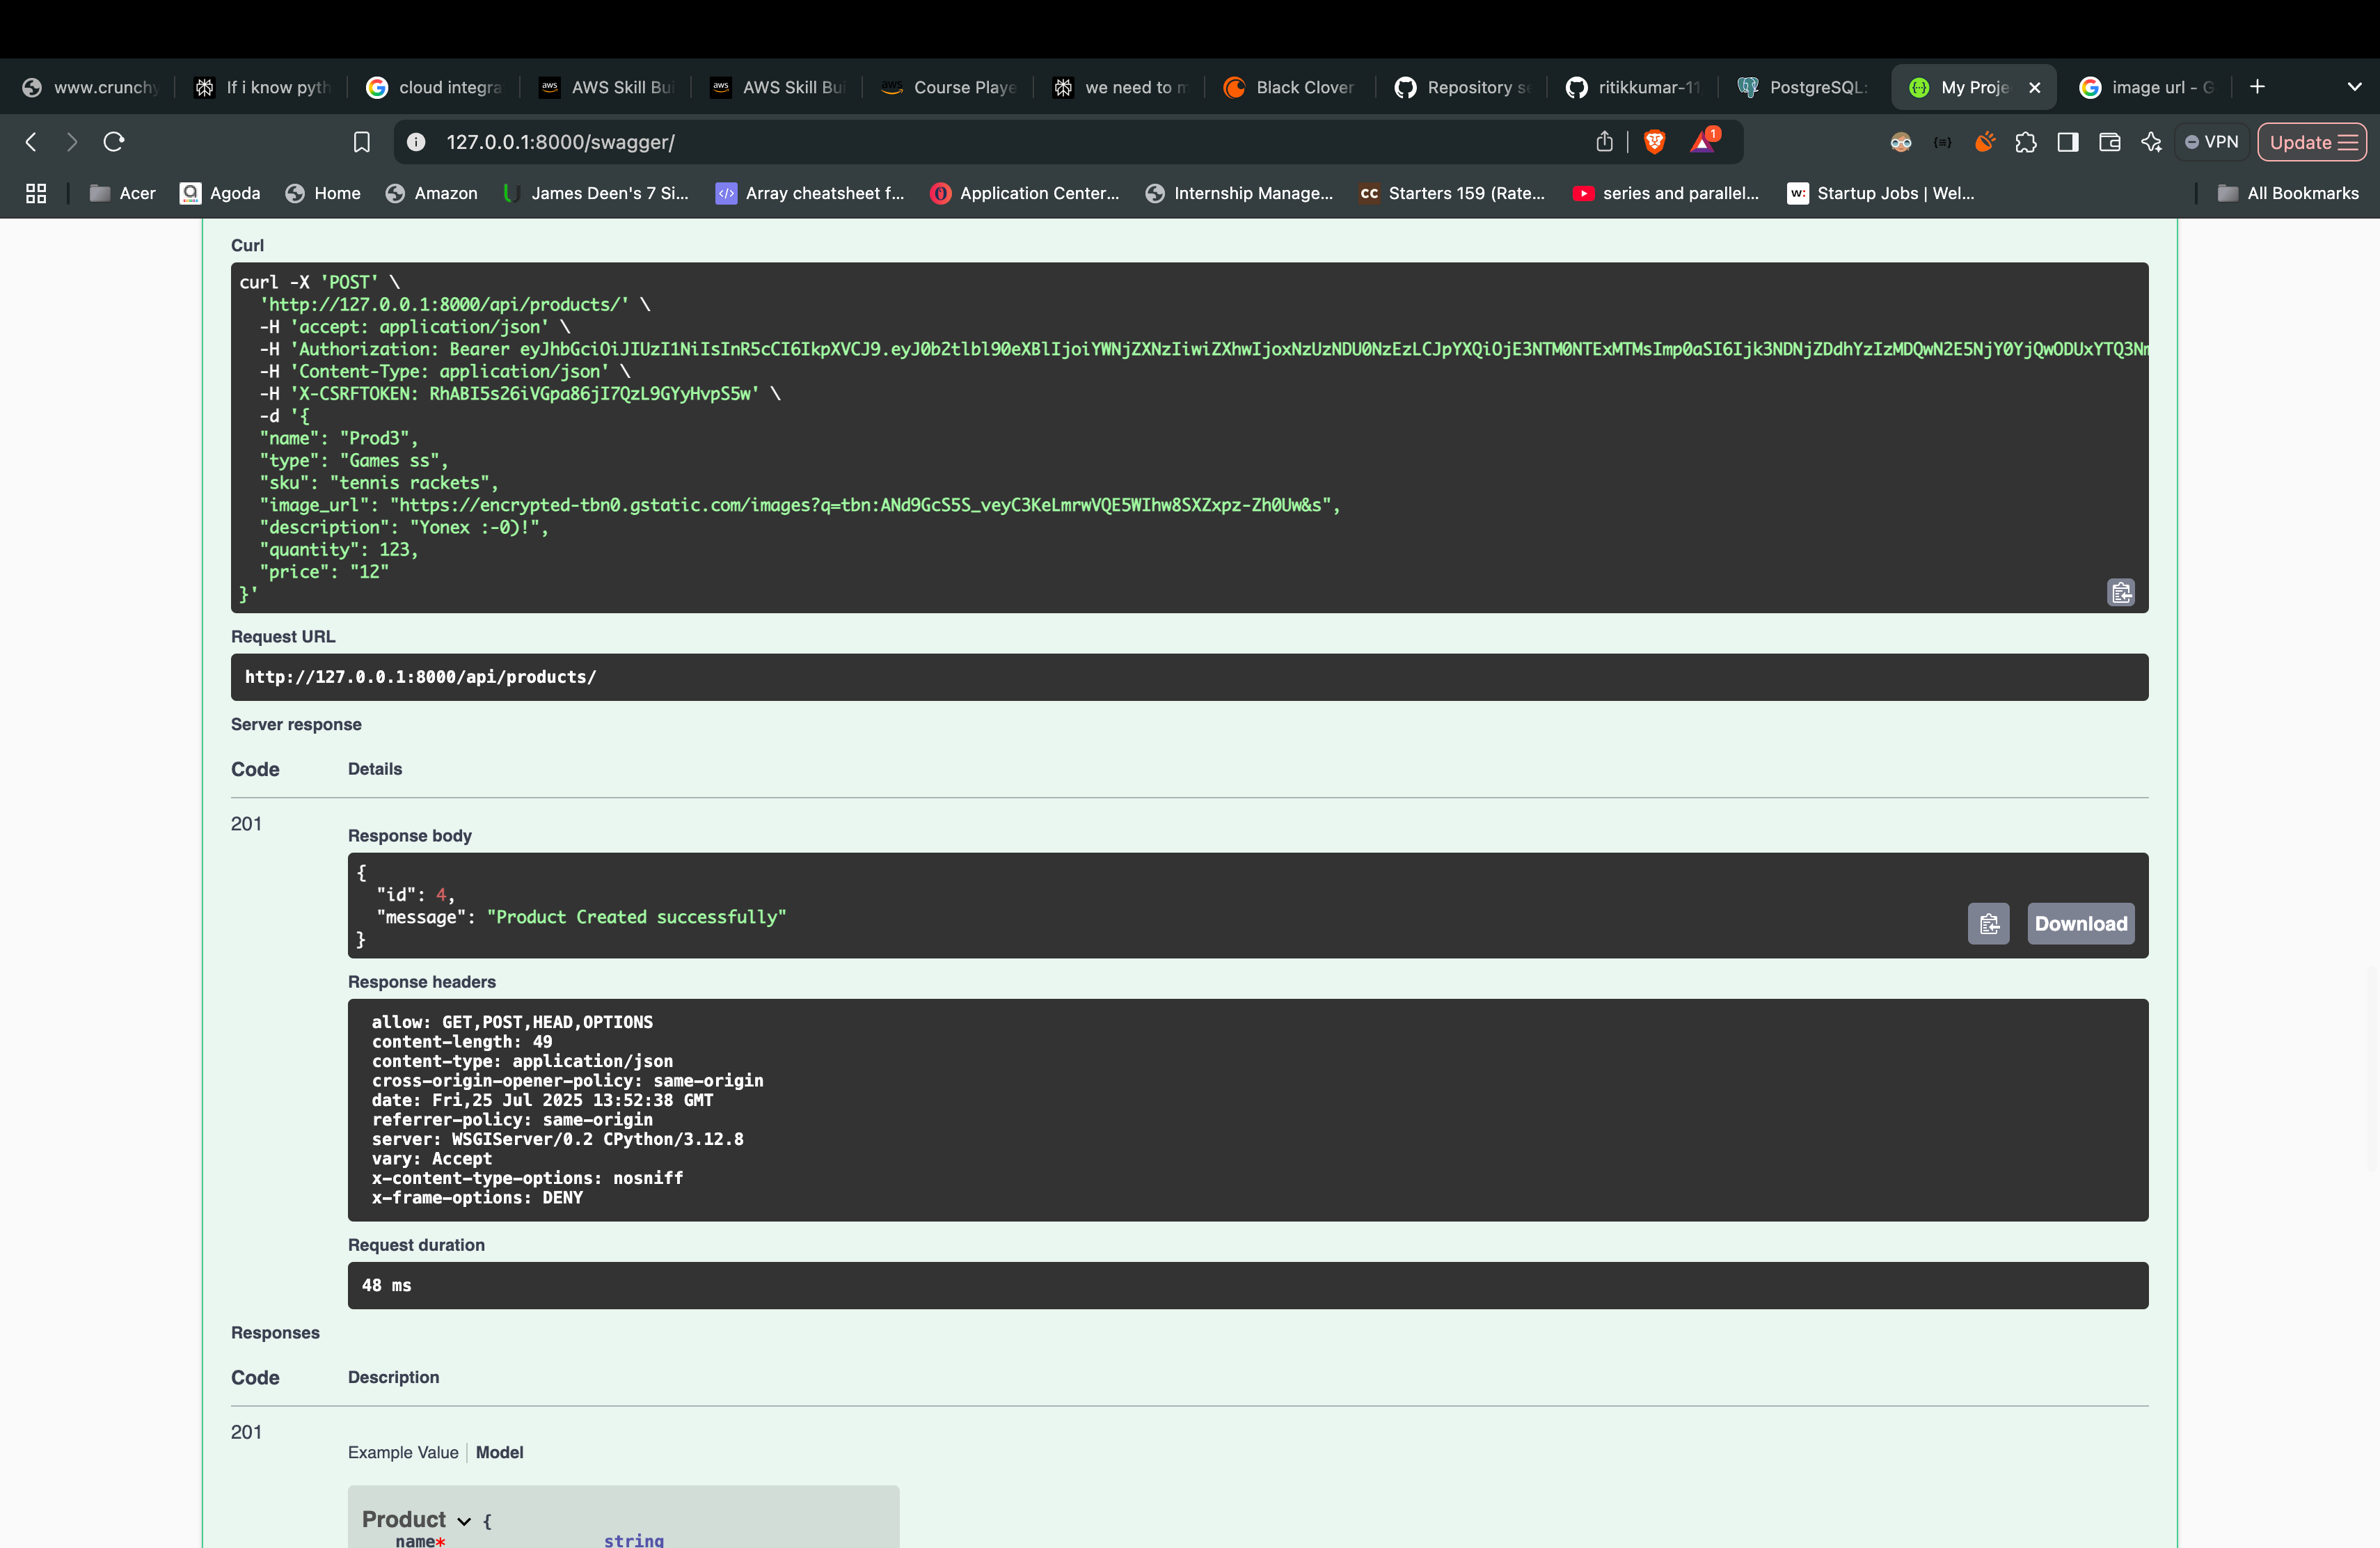 www.crunchy
If i know pyth
cloud integra
AWS Skill Bui
AWS Skill Bui
Course Playe
we need to m
Black Clover
Repository se
ritikkumar-11
PostgreSQL:
My Proje
image url - G
127.0.0.1:8000/swagger/
1
VPN
Update
Acer
Agoda
Home
Amazon
James Deen's 7 Si...
Array cheatsheet f...
Application Center...
Internship Manage...
CC Starters 159 (Rate...
series and parallel...
w: Startup Jobs | Wel...
All Bookmarks
Curl
curl -X 'POST' \
'http://127.0.0.1:8000/api/products/' \
-H 'accept: application/json' \
-H 'Authorization: Bearer
-H 'Content-Type: application/json' \
-H 'X-CSRFTOKEN: RhABI5s26iVGpa86jI7QzL9GYyHvpS5w' \
-d '{
"name": "Prod3",
"type": "Games ss",
"sku": "tennis rackets",
"image_url": "https://encrypted-tbn0.gstatic.com/images?q=tbn:ANd9GcS5S_veyC3KeLmrwVQE5WIhw8SXZxpz-Zh0Uw&s",
"description": "Yonex :-0)!",
"quantity": 123,
"price": "12"
}'
Request URL
http://127.0.0.1:8000/api/products/
Server response
Code Details
201
Response body
{
"id": 4,
"message": "Product Created successfully"
}
Download
Response headers
allow: GET,POST,HEAD,OPTIONS
content-length: 49
content-type: application/json
cross-origin-opener-policy: same-origin
date: Fri,25 Jul 2025 13:52:38 GMT
referrer-policy: same-origin
server: WSGIServer/0.2 CPython/3.12.8
vary: Accept
x-content-type-options: nosniff
x-frame-options: DENY
Request duration
48 ms
Responses
Code Description
201
Example Value Model
Product {
name* string